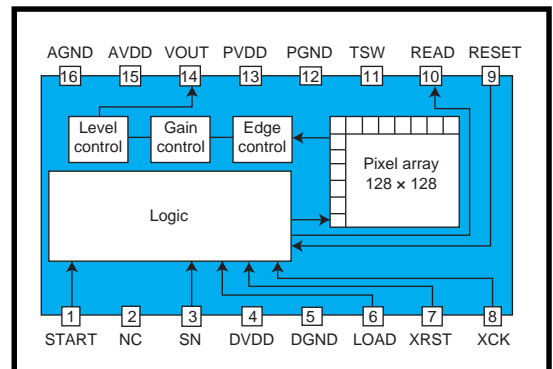 AGND AVDD VOUT PVDD PGND TSW READ RESET
16 15 14 13 12 11 10 9
Level control
Gain control
Edge control
Pixel array
128 × 128
Logic
1 2 3 4 5 6 7 8
START NC SN DVDD DGND LOAD XRST XCK